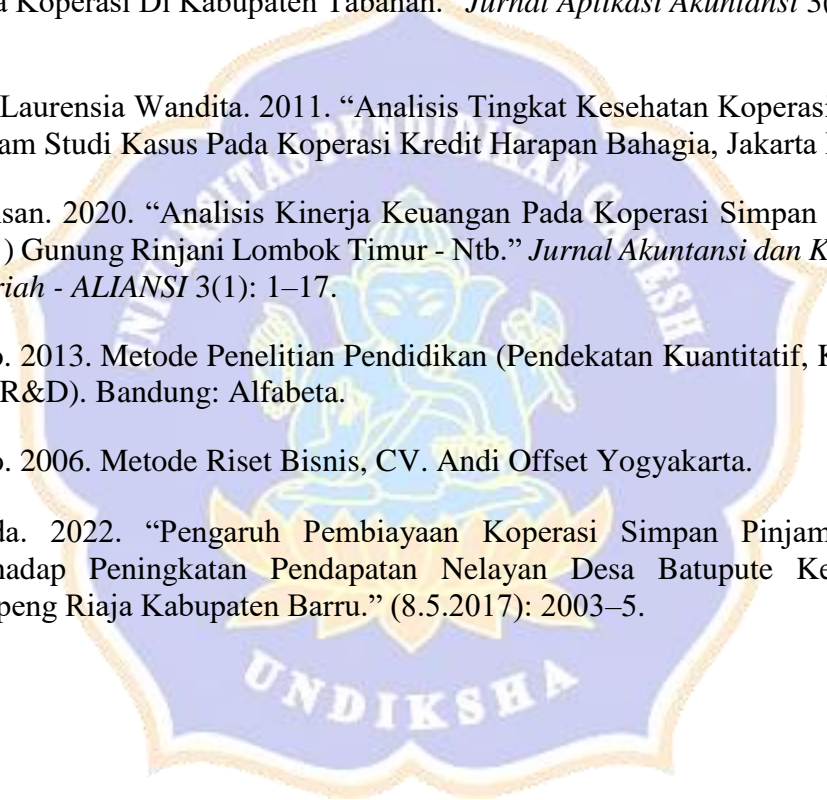 a Koperasi Di Kabupaten Tabanan.” Jurnal Aplikasi Akuntansi
Laurensia Wandita. 2011. “Analisis Tingkat Kesehatan Koperasi
am Studi Kasus Pada Koperasi Kredit Harapan Bahagia, Jakarta
san. 2020. “Analisis Kinerja Keuangan Pada Koperasi Simpan
) Gunung Rinjani Lombok Timur - Ntb.” Jurnal Akuntansi dan K
riah - ALIANSI 3(1): 1–17.
o. 2013. Metode Penelitian Pendidikan (Pendekatan Kuantitatif, K
R&D). Bandung: Alfabeta.
o. 2006. Metode Riset Bisnis, CV. Andi Offset Yogyakarta.
da. 2022. “Pengaruh Pembiayaan Koperasi Simpan Pinjam
hadap Peningkatan Pendapatan Nelayan Desa Batupute Ke
peng Riaja Kabupaten Barru.” (8.5.2017): 2003–5.
UNIVERSITAS PENDIDIKAN GANESHA
UNDIKSHA